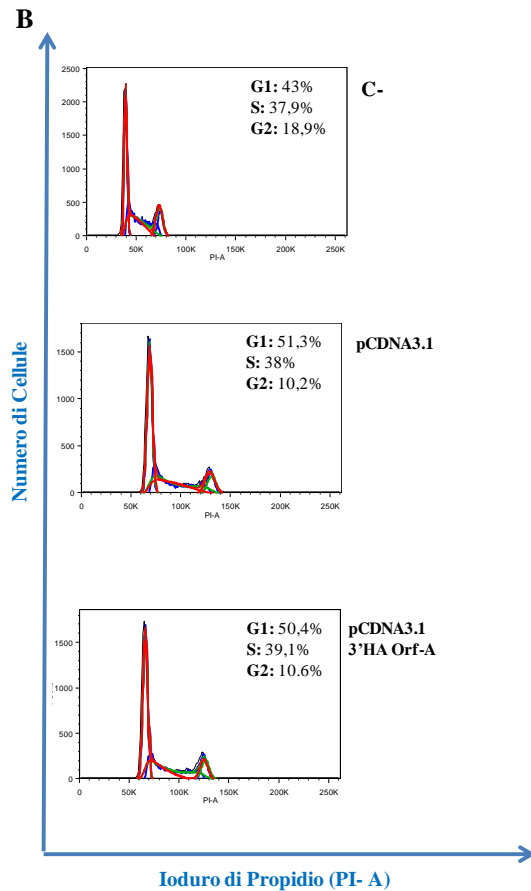 B
2500
2000
1500
1000
500
0
G1: 43%
S: 37,9%
G2: 18,9%
C-
0 50K 100K 150K 200K 250K
PI-A
1500
1000
500
0
G1: 51,3%
S: 38%
G2: 10,2%
pCDNA3.1
0 50K 100K 150K 200K 250K
PI-A
1500
1000
500
0
G1: 50,4%
S: 39,1%
G2: 10.6%
pCDNA3.1
3’HA Orf-A
0 50K 100K 150K 200K 250K
PI-A
Numero di Cellule
Ioduro di Propidio (PI- A)